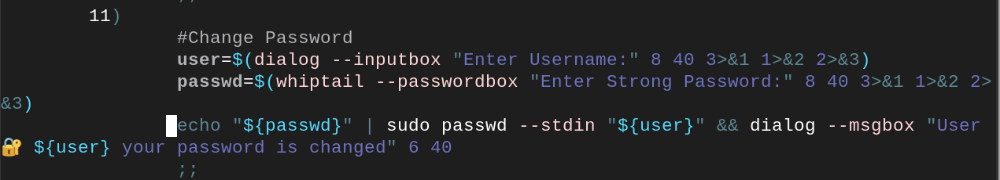 ;;
11)
#Change Password
user=$(dialog --inputbox "Enter Username:" 8 40 3>&1 1>&2 2>&3)
passwd=$(whiptail --passwordbox "Enter Strong Password:" 8 40 3>&1 1>&2 2>
&3)
echo "${passwd}" | sudo passwd --stdin "${user}" && dialog --msgbox "User
🔐 ${user} your password is changed" 6 40
;;